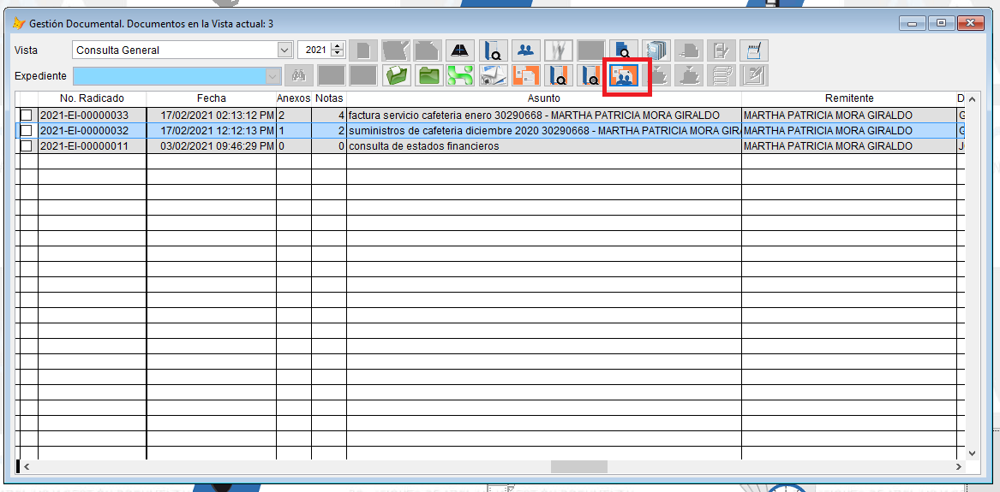 Gestión Documental. Documentos en la Vista actual: 3
Vista Consulta General 2021
Expediente
No. Radicado Fecha Anexos Notas Asunto Remitente D
2021-EI-00000033 17/02/2021 02:13:12 PM 2 4 factura servicio cafeteria enero 30290668 - MARTHA PATRICIA MORA GIRALDO MARTHA PATRICIA MORA GIRALDO G
2021-EI-00000032 17/02/2021 12:12:13 PM 1 2 suministros de cafeteria diciembre 2020 30290668 - MARTHA PATRICIA MORA GIR MARTHA PATRICIA MORA GIRALDO G
2021-EI-00000011 03/02/2021 09:46:29 PM 0 0 consulta de estados financieros MARTHA PATRICIA MORA GIRALDO J